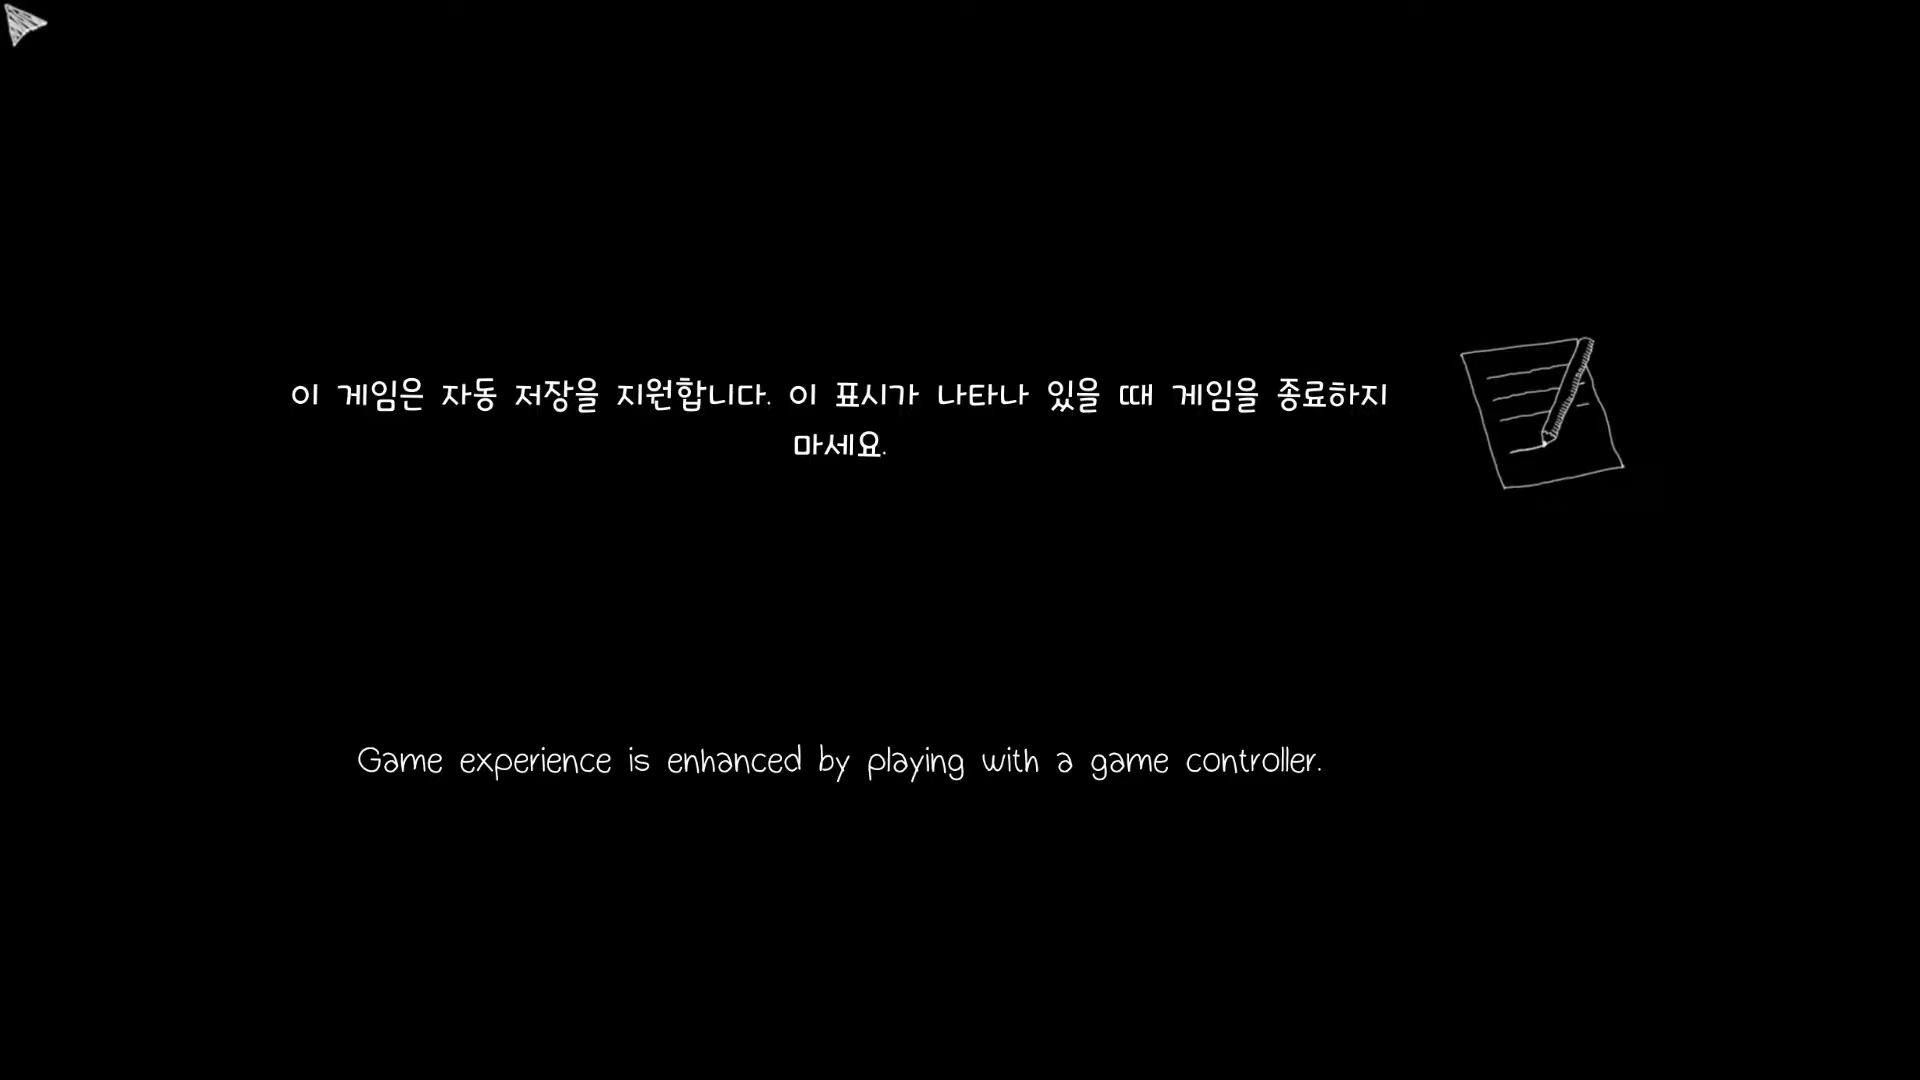 이 게임은 자동 저장을 지원합니다. 이 표시가 나타나 있을 때 게임을 종료하지
마세요.
Game experience is enhanced by playing with a game controller.